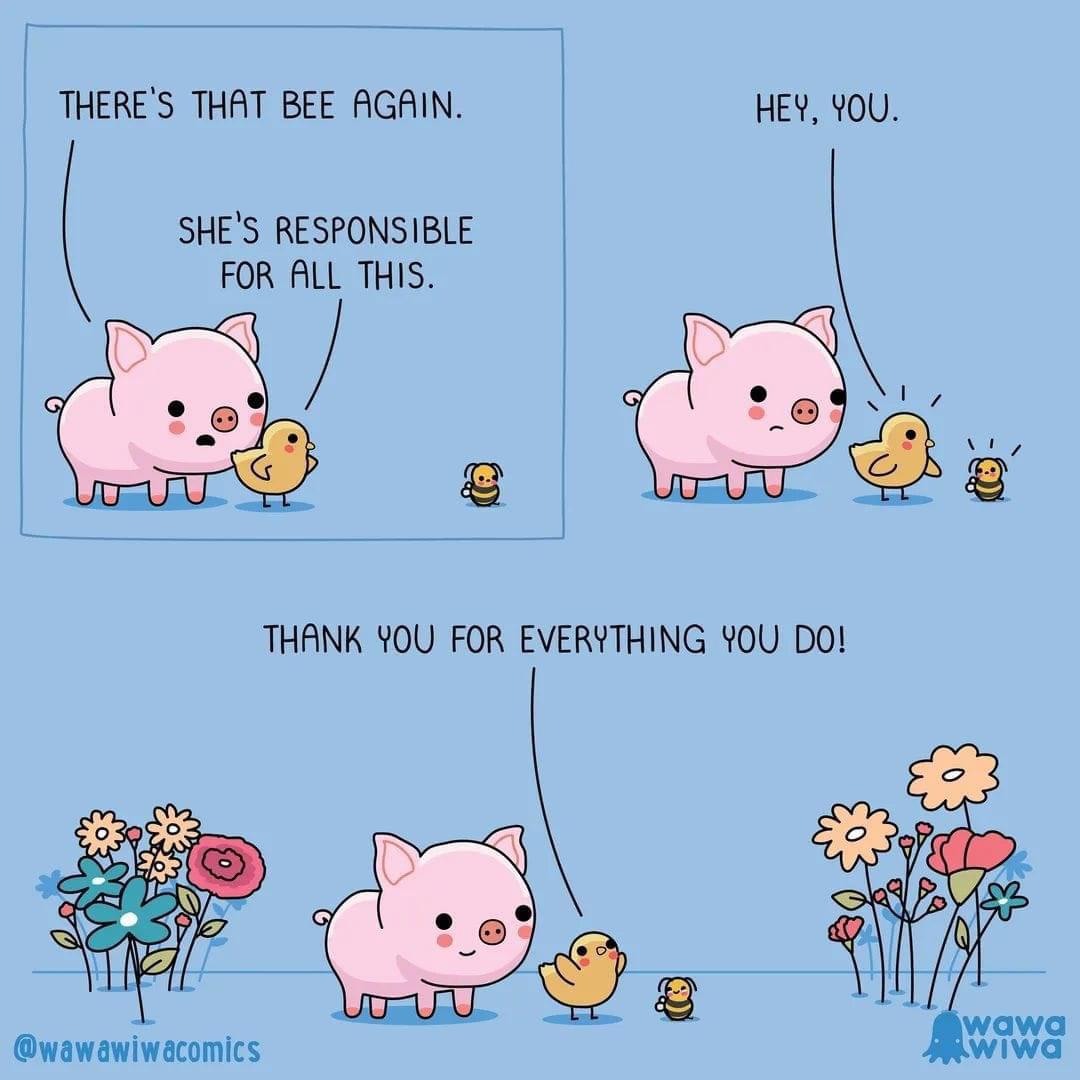 THERE'S THAT BEE AGAIN.
SHE'S RESPONSIBLE
FOR ALL THIS.
HEY, YOU.
THANK YOU FOR EVERYTHING YOU DO!
@wawawiwacomics
wawa
wiwa